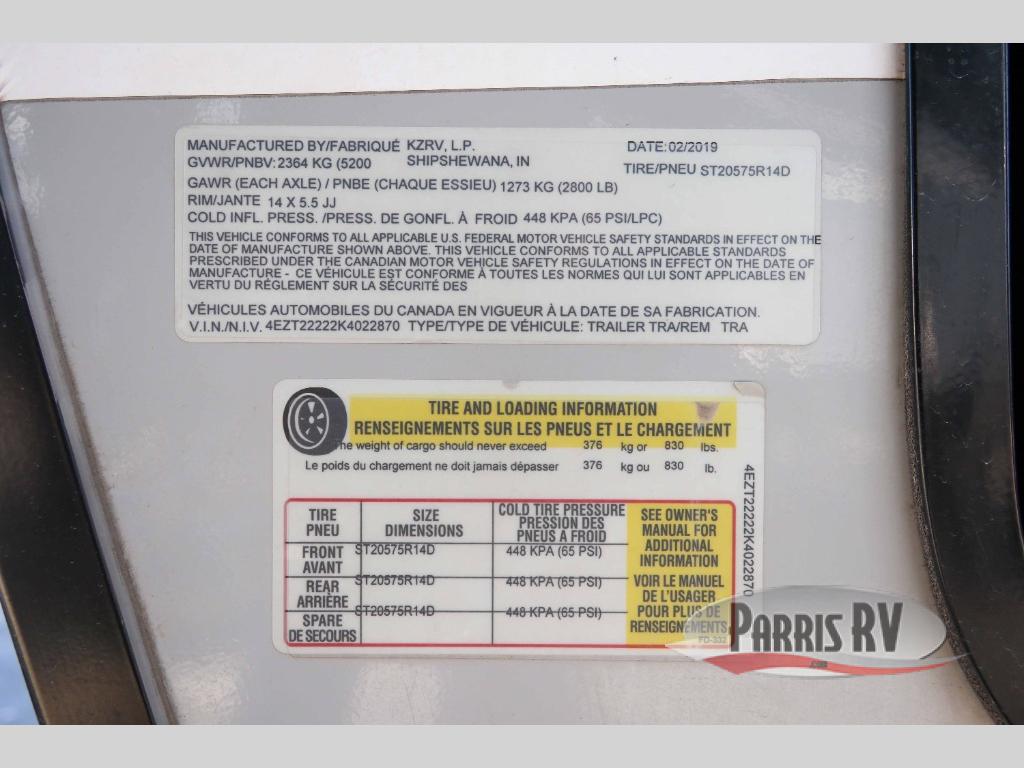 MANUFACTURED BY/FABRIQUÉ KZRV, L.P. DATE: 02/2019
GVWR/PNBV: 2364 KG (5200 SHIPSHEWANA, IN TIRE/PNEU ST20575R14D
GAWR (EACH AXLE) / PNBE (CHAQUE ESSIEU) 1273 KG (2800 LB)
RIM/JANTE 14 X 5.5 JJ
COLD INFL. PRESS. /PRESS. DE GONFL. À FROID 448 KPA (65 PSI/LPC)
THIS VEHICLE CONFORMS TO ALL APPLICABLE U.S. FEDERAL MOTOR VEHICLE SAFETY STANDARDS IN EFFECT ON THE
DATE OF MANUFACTURE SHOWN ABOVE. THIS VEHICLE CONFORMS TO ALL APPLICABLE STANDARDS
PRESCRIBED UNDER THE CANADIAN MOTOR VEHICLE SAFETY REGULATIONS IN EFFECT ON THE DATE OF
MANUFACTURE - CE VÉHICULE EST CONFORME À TOUTES LES NORMES QUI LUI SONT APPLICABLES EN
VERTU DU RÉGLEMENT SUR LA SÉCURITÉ DES
VÉHICULES AUTOMOBILES DU CANADA EN VIGUEUR À LA DATE DE SA FABRICATION.
V.I.N./N.I.V. 4EZT22222K4022870 TYPE/TYPE DE VÉHICULE: TRAILER TRA/REM TRA
TIRE AND LOADING INFORMATION
RENSEIGNEMENTS SUR LES PNEUS ET LE CHARGEMENT
The weight of cargo should never exceed 376 kg or 830 lbs.
Le poids du chargement ne doit jamais dépasser 376 kg ou 830 lb.
4EZT22222K4022870
TIRE
PNEU
SIZE
DIMENSIONS
COLD TIRE PRESSURE
PRESSION DES
PNEUS A FROID
FRONT
AVANT
ST20575R14D
448 KPA (65 PSI)
REAR
ARRIÈRE
ST20575R14D
448 KPA (65 PSI)
SPARE
DE SECOURS
ST20575R14D
448 KPA (65 PSI)
SEE OWNER'S
MANUAL FOR
ADDITIONAL
INFORMATION
VOIR LE MANUEL
DE L'USAGER
POUR PLUS DE
RENSEIGNEMENTS
FD-332
PARRIS RV
.com